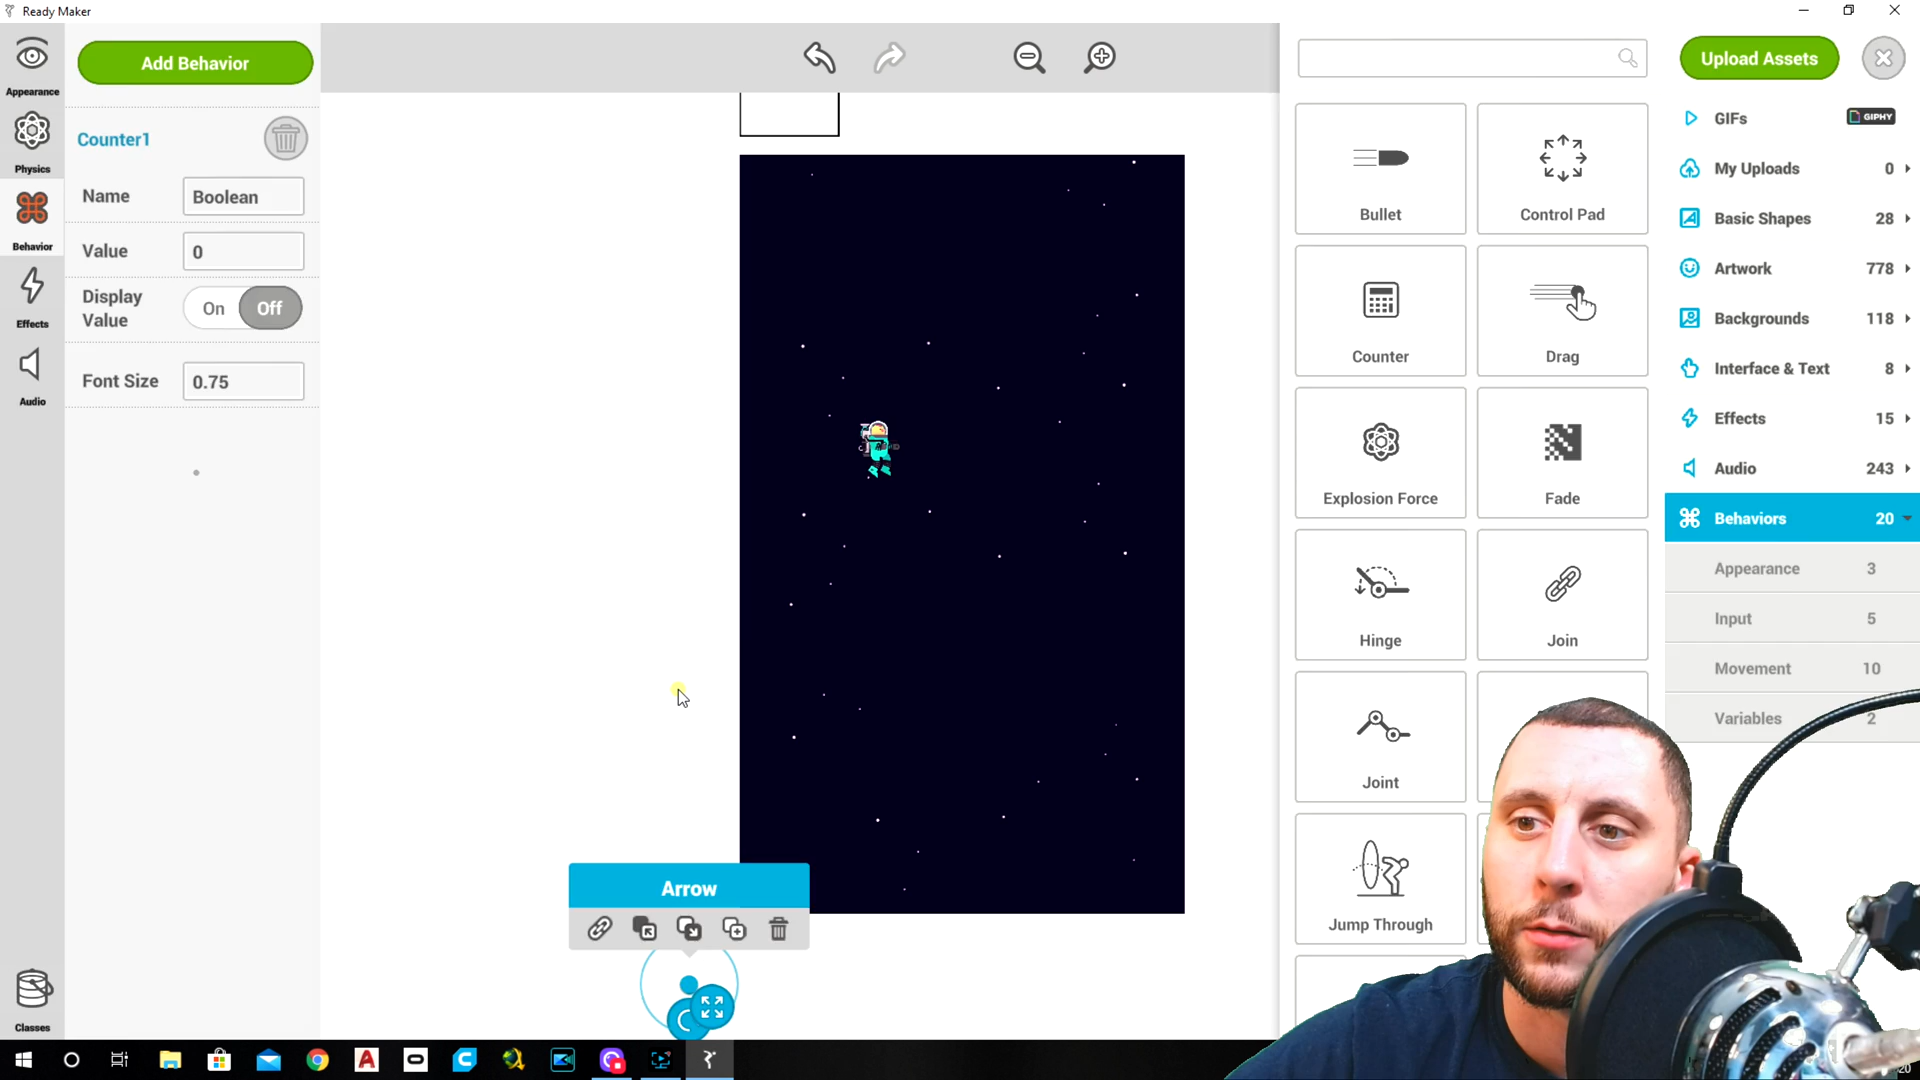 Ready Maker
Appearance
Physics
Behavior
Effects
Audio
Classes
Add Behavior
Counter1
Name
Boolean
Value
0
Display
Value
On
Off
Font Size
0.75
Arrow
Bullet
Control Pad
Counter
Drag
Explosion Force
Fade
Hinge
Join
Joint
Jump Through
Upload Assets
GIFs
GIPHY
My Uploads
0
Basic Shapes
28
Artwork
778
Backgrounds
118
Interface & Text
8
Effects
15
Audio
243
Behaviors
20
Appearance
3
Input
5
Movement
10
Variables
2